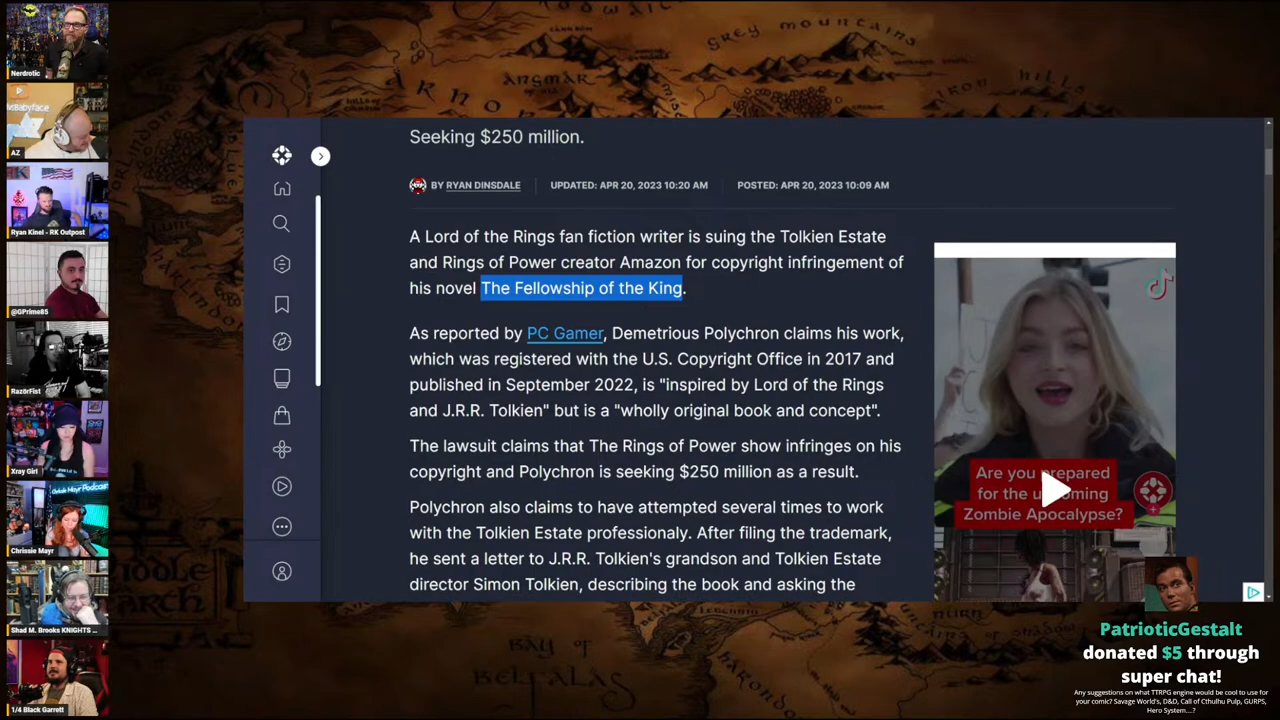 Nerdrotic
AZ
Ryan Kinel - RK Outpost
@GPrime85
RazörFist
Xray Girl
Chrissie Mayr
Shad M. Brooks KNIGHTS ...
1/4 Black Garrett
Seeking $250 million.
BY RYAN DINSDALE
UPDATED: APR 20, 2023 10:20 AM
POSTED: APR 20, 2023 10:09 AM
A Lord of the Rings fan fiction writer is suing the Tolkien Estate
and Rings of Power creator Amazon for copyright infringement of
his novel The Fellowship of the King.
As reported by PC Gamer, Demetrious Polychron claims his work,
which was registered with the U.S. Copyright Office in 2017 and
published in September 2022, is "inspired by Lord of the Rings
and J.R.R. Tolkien" but is a "wholly original book and concept".
The lawsuit claims that The Rings of Power show infringes on his
copyright and Polychron is seeking $250 million as a result.
Polychron also claims to have attempted several times to work
with the Tolkien Estate professionaly. After filing the trademark,
he sent a letter to J.R.R. Tolkien's grandson and Tolkien Estate
director Simon Tolkien, describing the book and asking the
Are you prepared
for the upcoming
Zombie Apocalypse?
GREY MOUNTAIN
ANGMAR
PatrioticGestalt
donated $5 through
super chat!
Any suggestions on what TTRPG engine would be cool to use for
your comic? Savage World's, D&D, Call of Cthulhu Pulp, GURPS,
Hero System....?